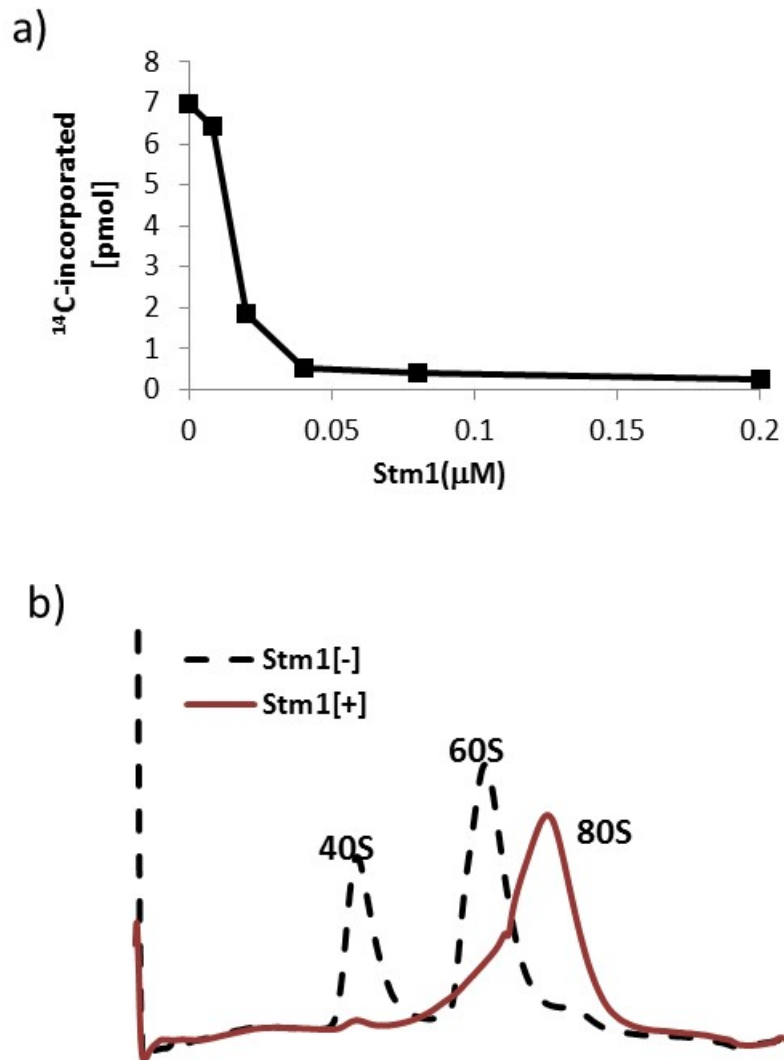 a)
8
7
6
5
4
3
2
1
0
¹⁴C-incorporated
[pmol]
0 0.05 0.1 0.15 0.2
Stm1(μM)
b)
Stm1[-]
Stm1[+]
60S
40S
80S